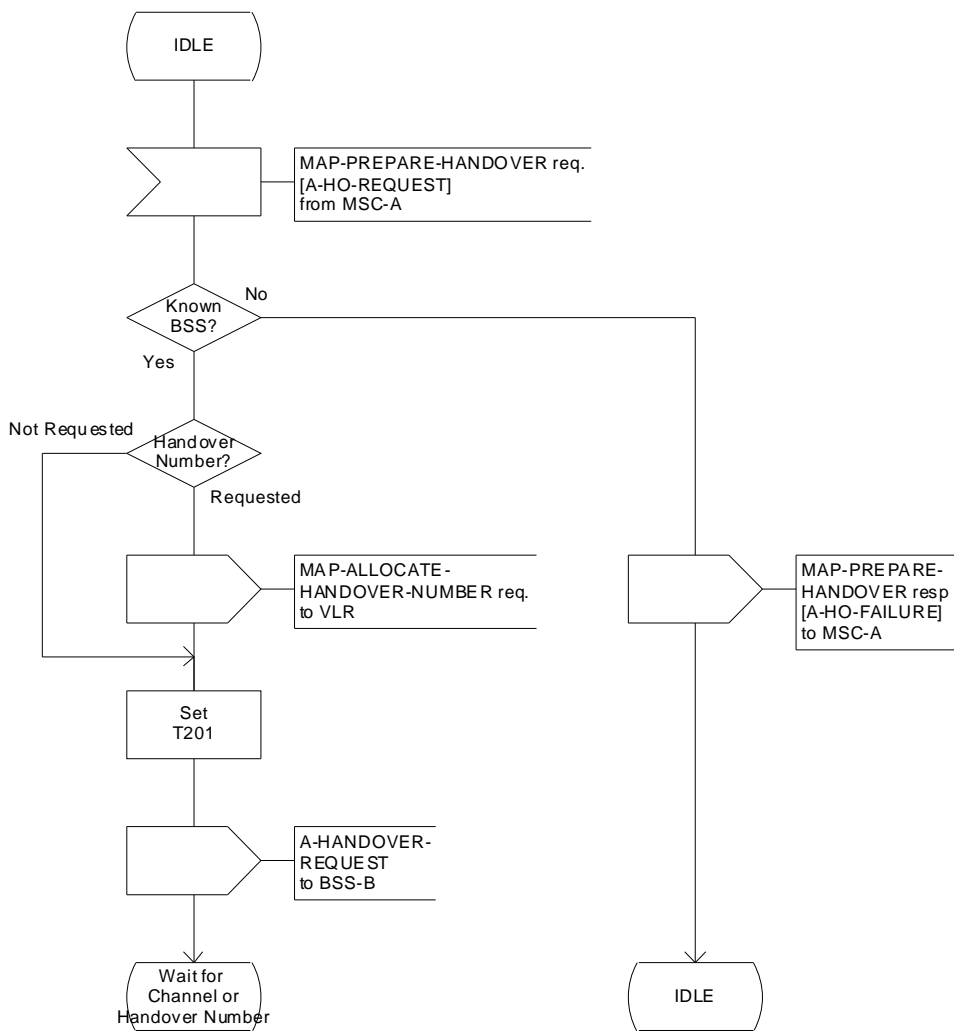 IDLE
MAP-PREPARE-HANDOVER req.
[A-HO-REQUEST]
from MSC-A
Known
BSS?
No
Yes
Not Requested
Handover
Number?
Requested
MAP-ALLOCATE-
HANDOVER-NUMBER req.
to VLR
MAP-PREPARE-
HANDOVER resp
[A-HO-FAILURE]
to MSC-A
Set
T201
A-HANDOVER-
REQUEST
to BSS-B
Wait for
Channel or
Handover Number
IDLE